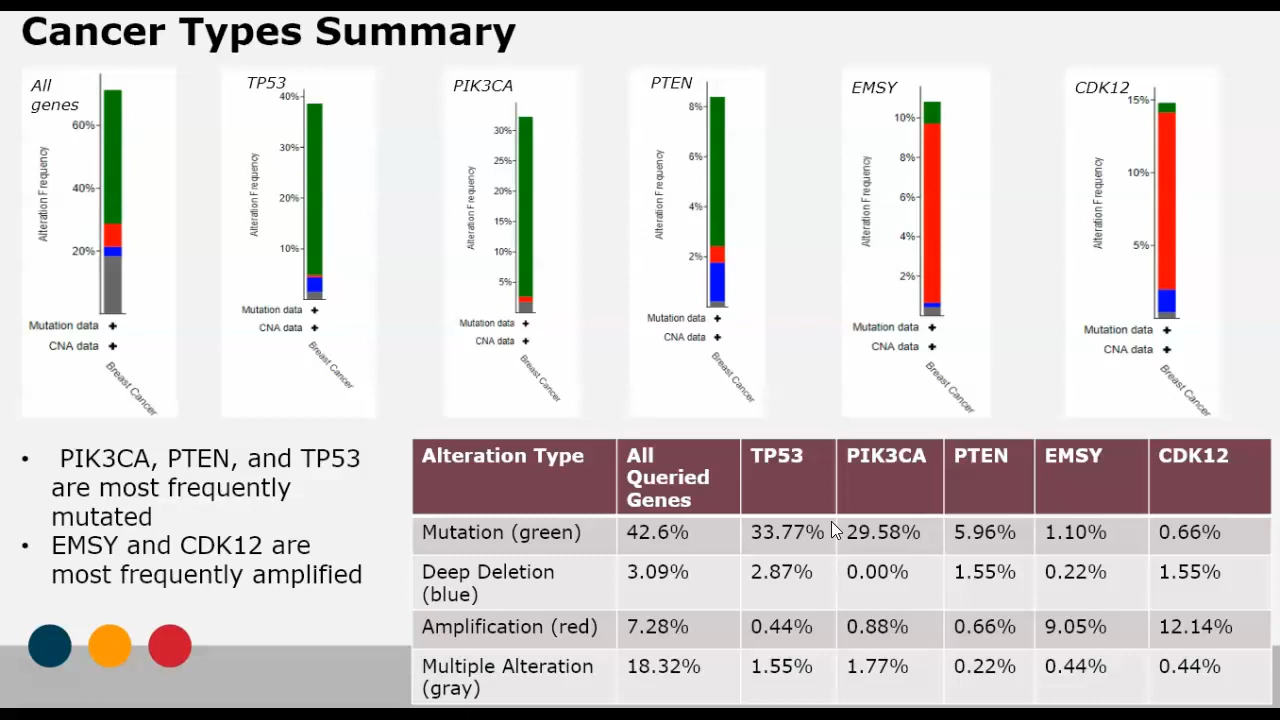 Cancer Types Summary
All
genes
60%
40%
20%
Alteration Frequency
Mutation data +
CNA data +
Breast Cancer
TP53
40%
30%
20%
10%
Alteration Frequency
Mutation data +
CNA data +
Breast Cancer
PIK3CA
30%
25%
20%
15%
10%
5%
Alteration Frequency
Mutation data +
CNA data +
Breast Cancer
PTEN
8%
6%
4%
2%
Alteration Frequency
Mutation data +
CNA data +
Breast Cancer
EMSY
10%
8%
6%
4%
2%
Alteration Frequency
Mutation data +
CNA data +
Breast Cancer
CDK12
15%
10%
5%
Alteration Frequency
Mutation data +
CNA data +
Breast Cancer
• PIK3CA, PTEN, and TP53
are most frequently
mutated
• EMSY and CDK12 are
most frequently amplified
Alteration Type All TP53 PIK3CA PTEN EMSY CDK12
Queried
Genes
Mutation (green) 42.6% 33.77% 29.58% 5.96% 1.10% 0.66%
Deep Deletion 3.09% 2.87% 0.00% 1.55% 0.22% 1.55%
(blue)
Amplification (red) 7.28% 0.44% 0.88% 0.66% 9.05% 12.14%
Multiple Alteration 18.32% 1.55% 1.77% 0.22% 0.44% 0.44%
(gray)